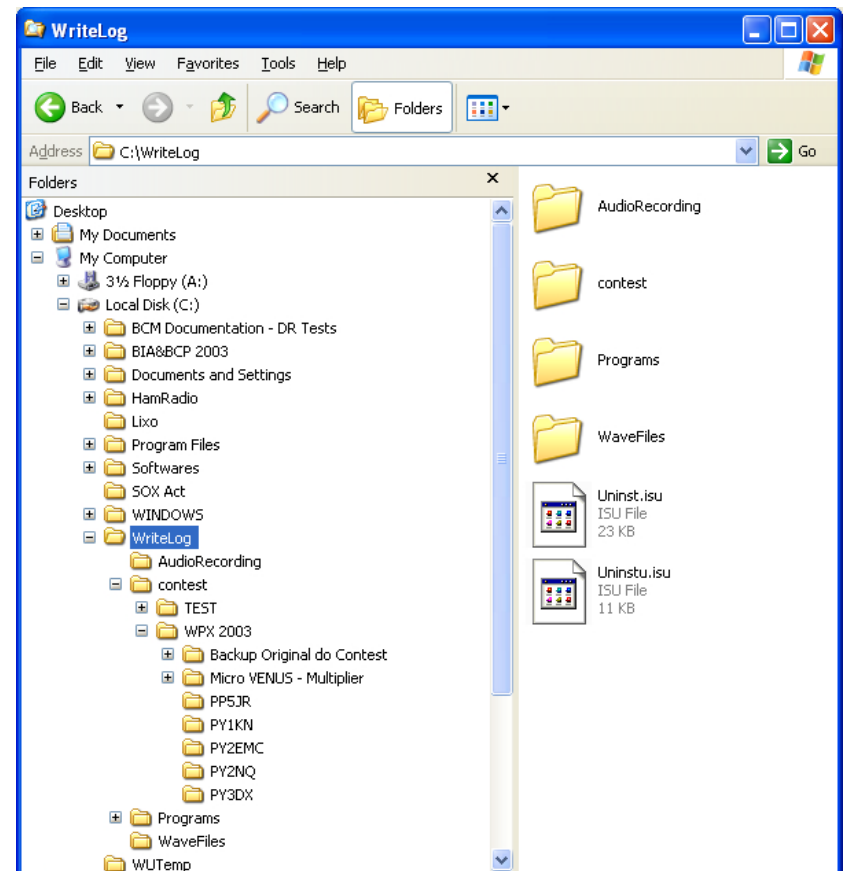 WriteLog
File Edit View Favorites Tools Help
Back Search Folders
Address C:\WriteLog Go
Folders
Desktop
My Documents
My Computer
3½ Floppy (A:)
Local Disk (C:)
BCM Documentation - DR Tests
BIA&BCP 2003
Documents and Settings
HamRadio
Lixo
Program Files
Softwares
SOX Act
WINDOWS
WriteLog
AudioRecording
contest
TEST
WPX 2003
Backup Original do Contest
Micro VENUS - Multiplier
PP5JR
PY1KN
PY2EMC
PY2NQ
PY3DX
Programs
WaveFiles
WUTemp
AudioRecording
contest
Programs
WaveFiles
Uninst.isu
ISU File
23 KB
Uninstu.isu
ISU File
11 KB